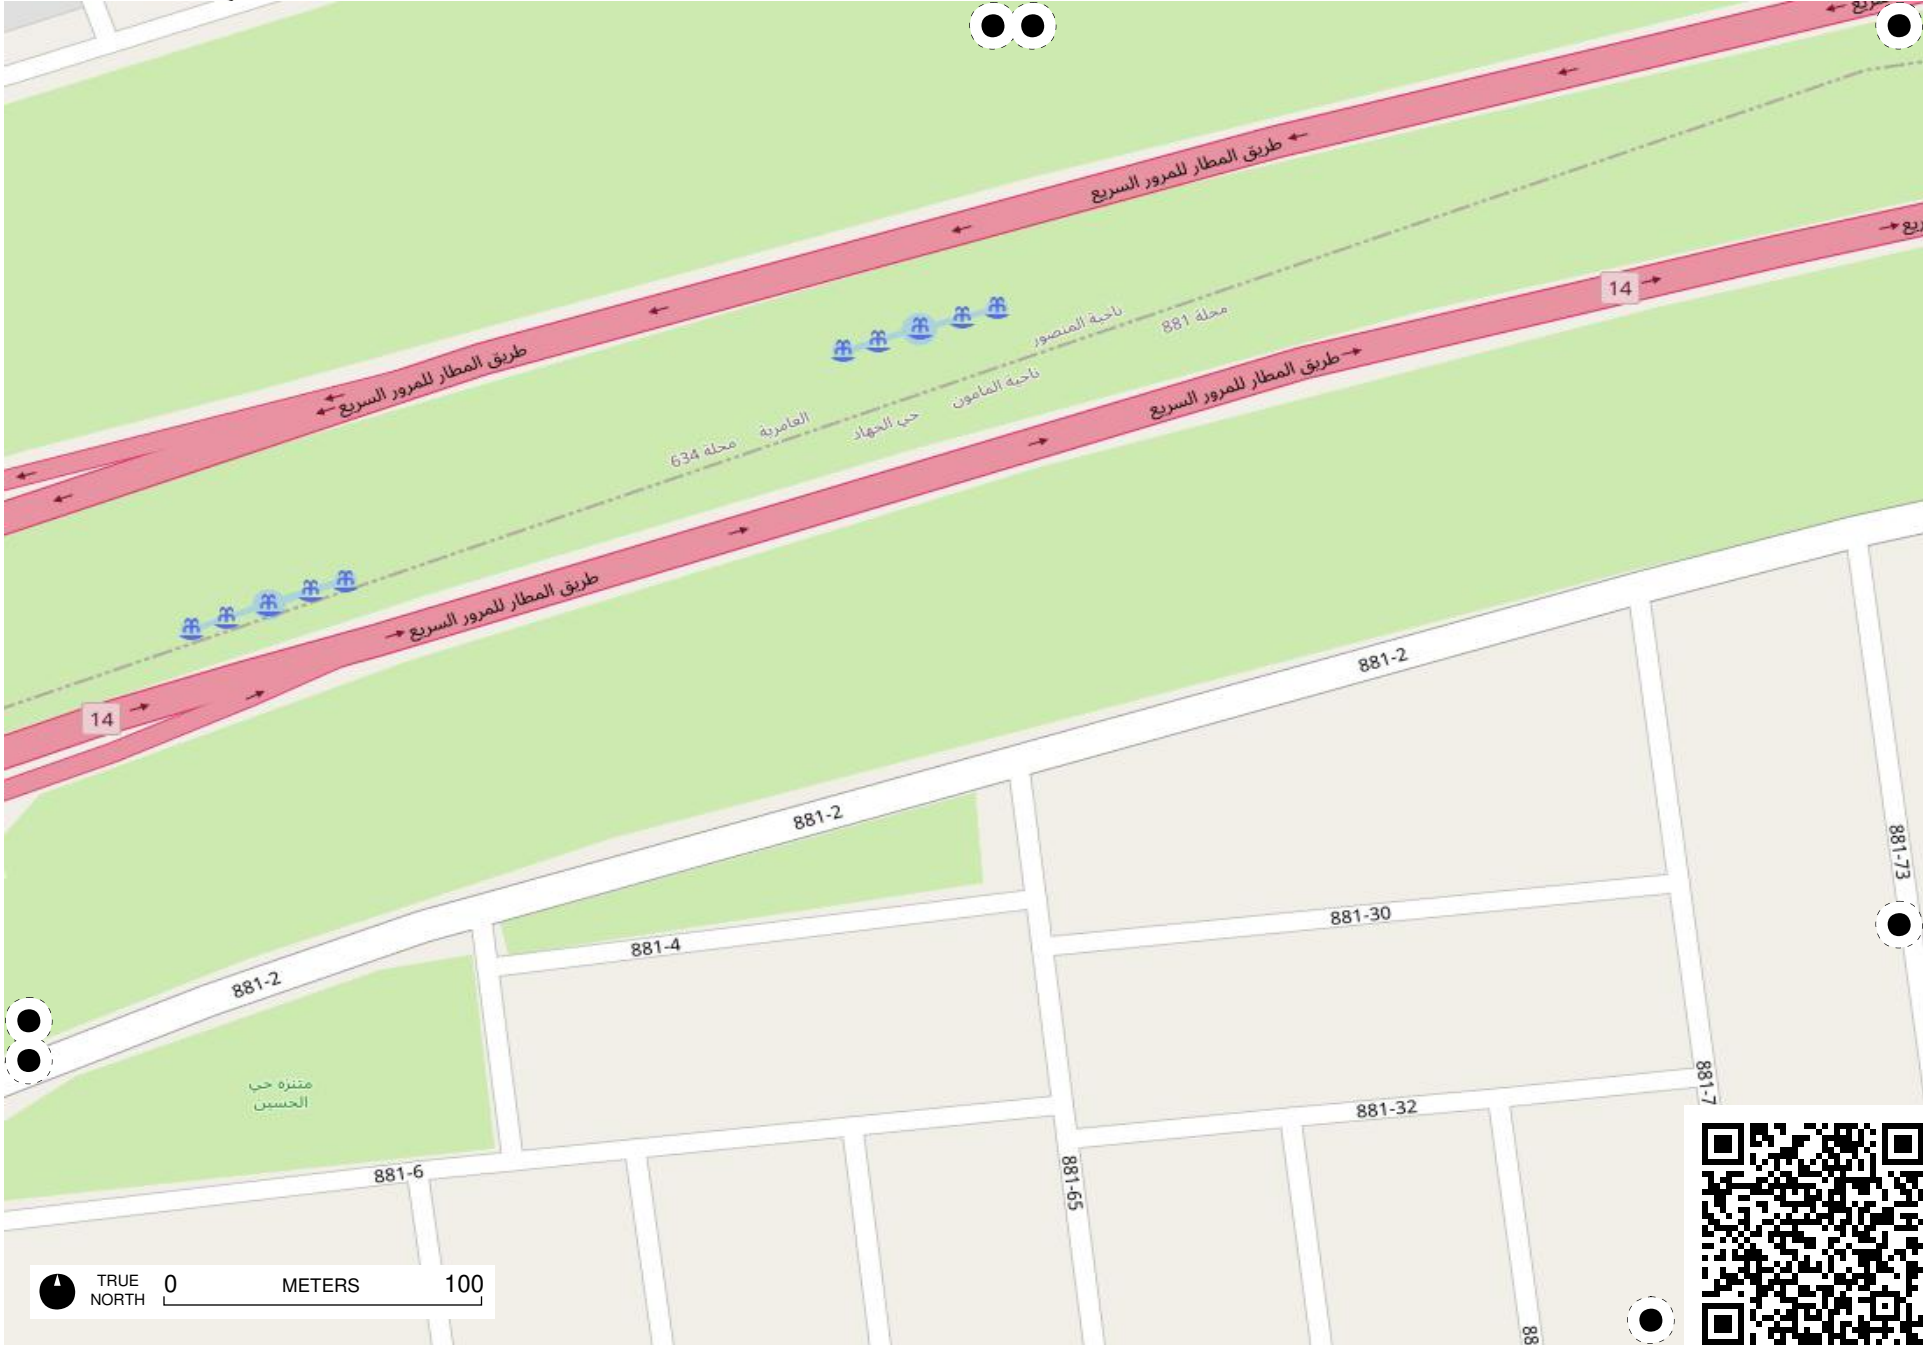 طريق المطار للمرور السريع
14
ناحية المنصور
محلة 881
طريق المطار للمرور السريع
طريق المطار للمرور السريع
ناحية المامون
حي الجهاد
العامرية
محلة 634
طريق المطار للمرور السريع
881-2
14
881-2
881-73
881-30
881-4
881-2
متنزه حي
الحسين
881-32
881-6
881-65
TRUE
NORTH
0 METERS 100